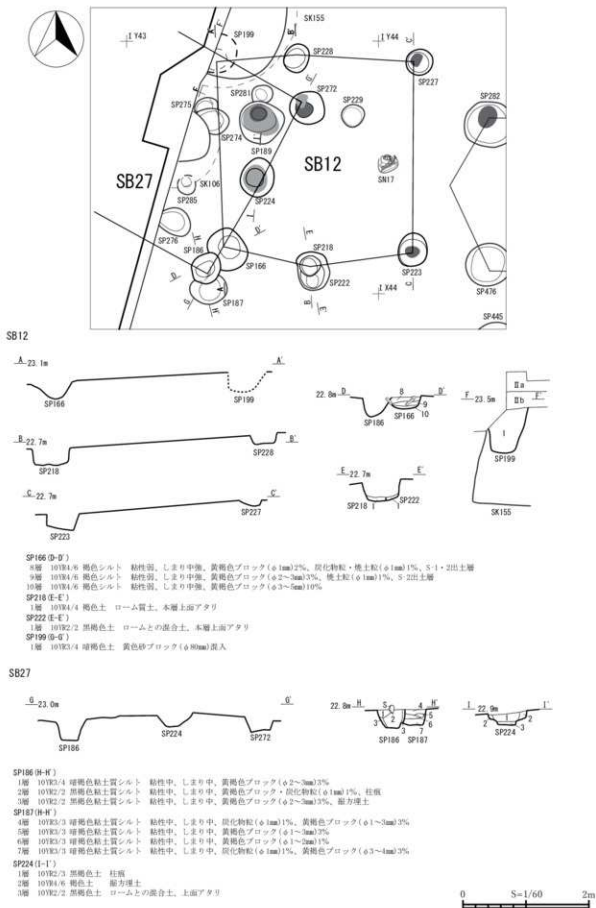 I Y43
A
F
SP199
SK155
B
SP228
I Y44
C
SP227
SP275
SP281
G'
SP272
SP229
SP282
SP274
SP189
SB12
SB27
SP224
SN17
SK106
SP285
SP276
H
D'
E
SP218
SP186
SP166
SP223
D
SP187
SP222
G
H'
B
E'
I X44
C
SP476
SP445
SB12
A 23.1m A'
SP166
SP199
22.8m D D'
8
9
10
SP186 SP166
F 23.5m F'
Ⅱa
Ⅱb
I
SP199
SK155
B 22.7m B'
SP218
SP228
E 22.7m E'
SP218 SP222
1 1
C 22.7m C'
SP223
SP227
SP166(D-D')
8層 10YR4/6 褐色シルト 粘性弱、しまり中強、黄褐色ブロック(φ1mm)2%、炭化物粒・焼土粒(φ1mm)1%、S-1・2出土層
9層 10YR4/6 褐色シルト 粘性弱、しまり中強、黄褐色ブロック(φ2～3mm)3%、焼土粒(φ1mm)1%、S-2出土層
10層 10YR4/6 褐色シルト 粘性弱、しまり中強、黄褐色ブロック(φ3～5mm)10%
SP218(E-E')
1層 10YR4/4 褐色土 ローム質土、本層上面アタリ
SP222(E-E')
1層 10YR2/2 黒褐色土 ロームとの混合土、本層上面アタリ
SP199(G-G')
1層 10YR3/4 暗褐色土 黄色砂ブロック(φ80mm)混入
SB27
G 23.0m G'
SP186
SP224
SP272
22.8m H H'
S
1
2
3
3
4
5
6
7
SP186 SP187
I 22.9m I'
1
2
2
3
SP224
SP186(H-H')
1層 10YR3/4 暗褐色粘土質シルト 粘性中、しまり中、黄褐色ブロック(φ2～3mm)3%
2層 10YR2/2 黒褐色粘土質シルト 粘性中、しまり中、黄褐色ブロック・炭化物粒(φ1mm)1%、柱痕
3層 10YR2/2 黒褐色粘土質シルト 粘性中、しまり中、黄褐色ブロック(φ2～3mm)3%、掘方埋土
SP187(H-H')
4層 10YR3/3 暗褐色粘土質シルト 粘性中、しまり中、炭化物粒(φ1mm)1%、黄褐色ブロック(φ1～3mm)3%
5層 10YR3/3 暗褐色粘土質シルト 粘性中、しまり中、黄褐色ブロック(φ1～3mm)3%
6層 10YR3/3 暗褐色粘土質シルト 粘性中、しまり中、黄褐色ブロック(φ1～2mm)1%
7層 10YR3/3 暗褐色粘土質シルト 粘性中、しまり中、炭化物粒(φ1mm)1%、黄褐色ブロック(φ3～4mm)3%
SP224(I-I')
1層 10YR2/3 黒褐色土 柱痕
2層 10YR4/6 褐色土 掘方埋土
3層 10YR2/2 黒褐色土 ロームとの混合土、上面アタリ
0 S=1/60 2m